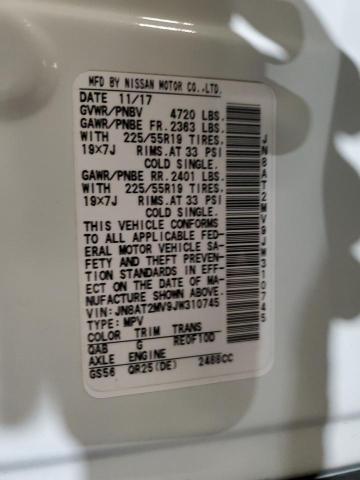 MFD BY NISSAN MOTOR CO.,LTD.
DATE 11/17
GVWR/PNBV 4720 LBS.
GAWR/PNBE FR.2363 LBS.
WITH 225/55R19 TIRES.
19×7J RIMS.AT 33 PSI
COLD SINGLE.
GAWR/PNBE RR.2401 LBS.
WITH 225/55R19 TIRES.
19×7J RIMS.AT 33 PSI
COLD SINGLE.
THIS VEHICLE CONFORMS
TO ALL APPLICABLE FED-
ERAL MOTOR VEHICLE SA-
FETY AND THEFT PREVENT-
ION STANDARDS IN EFF-
ECT ON THE DATE OF MA-
NUFACTURE SHOWN ABOVE.
VIN:JN8AT2MV9JW310745
TYPE:MPV
COLOR TRIM TRANS
QAB G RE0F10D
AXLE ENGINE
GS56 QR25(DE) 2488CC
JN8AT2MV9JW310745